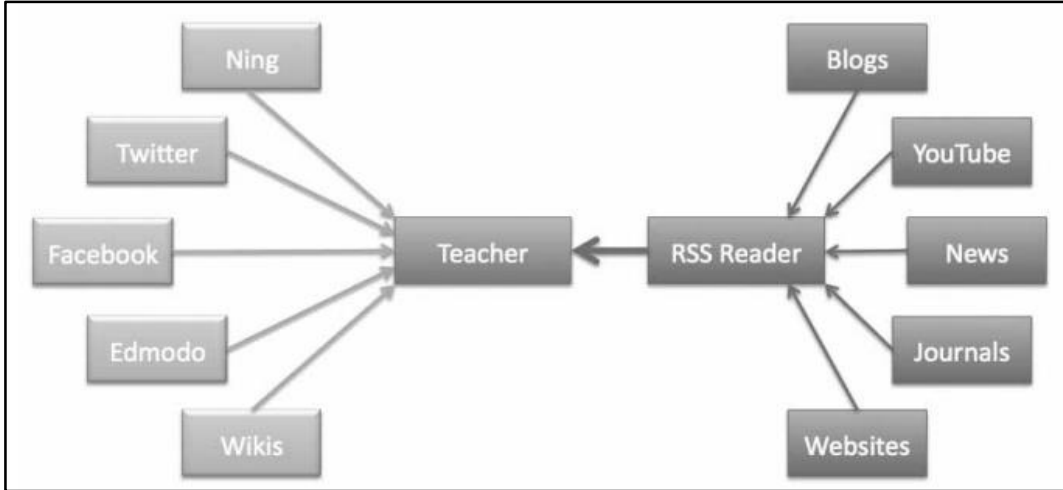 Ning
Blogs
Twitter
YouTube
Facebook
Teacher
RSS Reader
News
Edmodo
Journals
Wikis
Websites